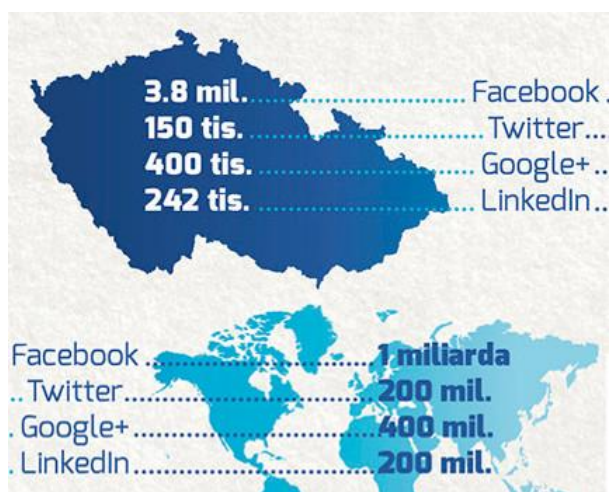 3.8 mil. .............. Facebook ..
150 tis. .............. Twitter...
400 tis. .............. Google+ ..
242 tis. .............. LinkedIn ..
Facebook .............. 1 miliarda
.. Twitter .............. 200 mil.
.. Google+ .............. 400 mil.
.. LinkedIn .............. 200 mil.